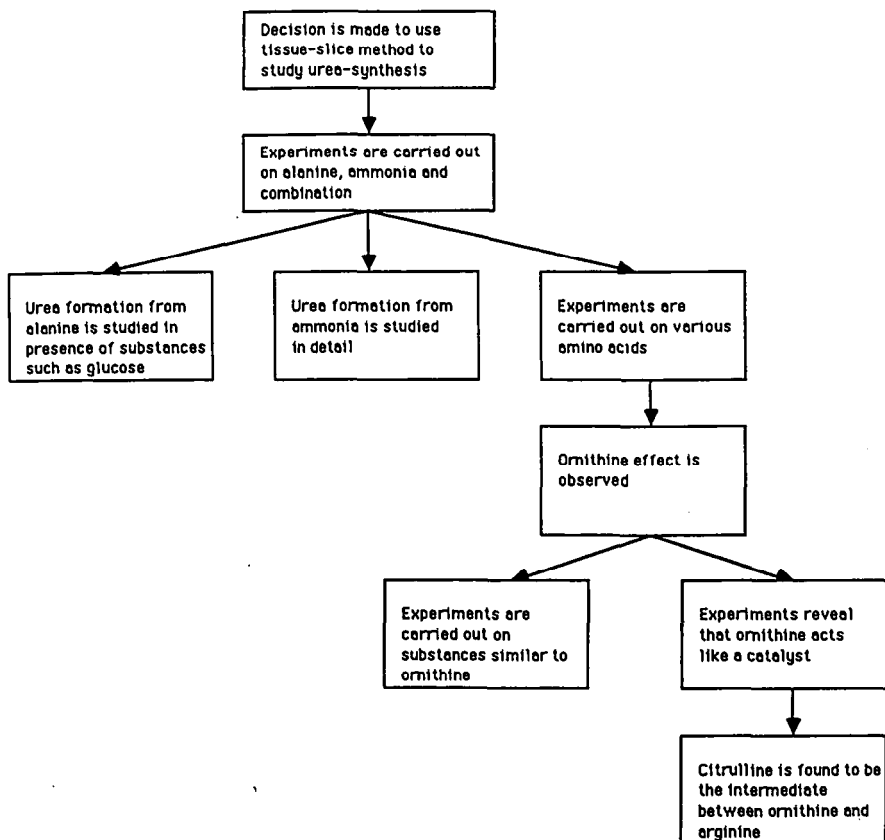 Decision is made to use
tissue-slice method to
study urea-synthesis
Experiments are carried out
on alanine, ammonia and
combination
Urea formation from
alanine is studied in
presence of substances
such as glucose
Urea formation from
ammonia is studied
in detail
Experiments are
carried out on various
amino acids
Ornithine effect is
observed
Experiments are
carried out on
substances similar to
ornithine
Experiments reveal
that ornithine acts
like a catalyst
Citrulline is found to be
the intermediate
between ornithine and
arginine